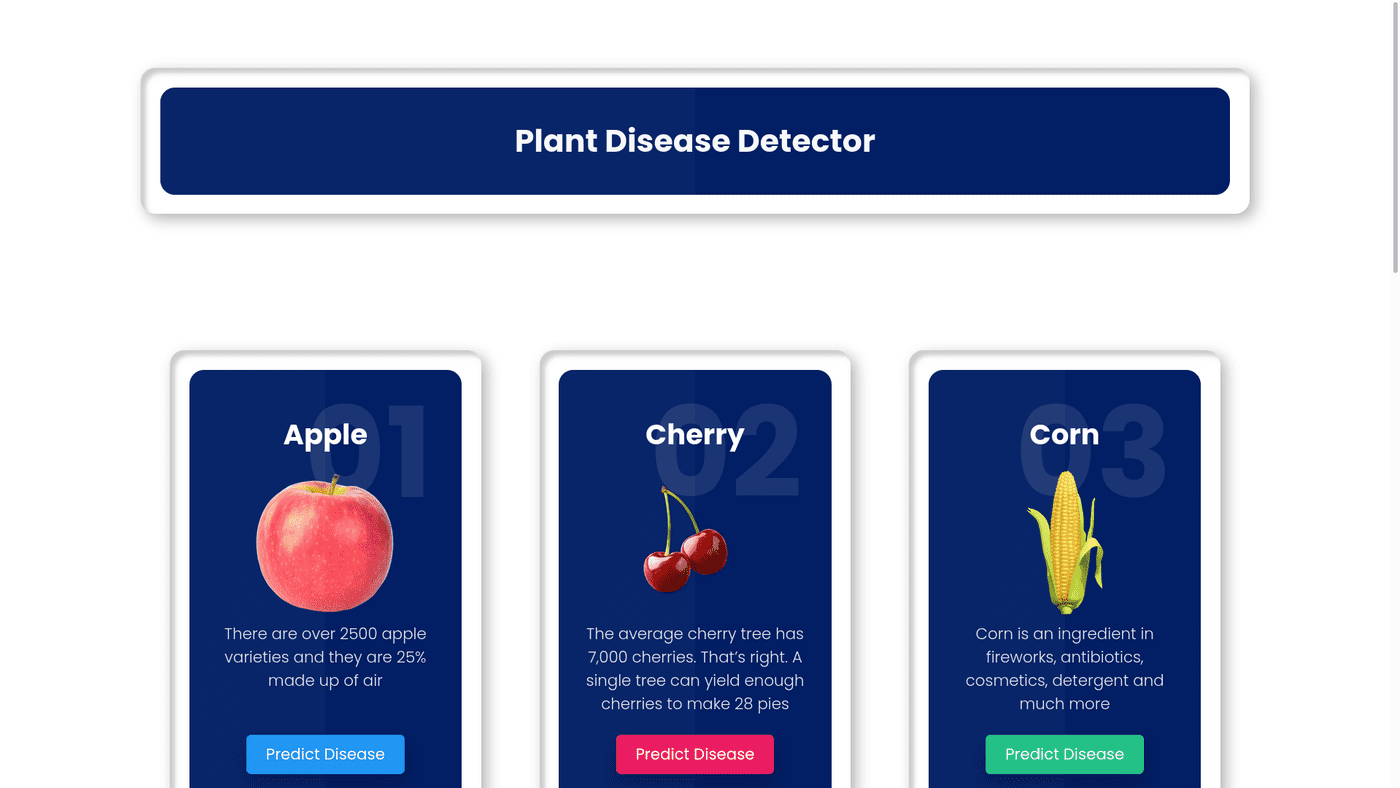 Plant Disease Detector
01
Apple
There are over 2500 apple
varieties and they are 25%
made up of air
Predict Disease
02
Cherry
The average cherry tree has
7,000 cherries. That’s right. A
single tree can yield enough
cherries to make 28 pies
Predict Disease
03
Corn
Corn is an ingredient in
fireworks, antibiotics,
cosmetics, detergent and
much more
Predict Disease